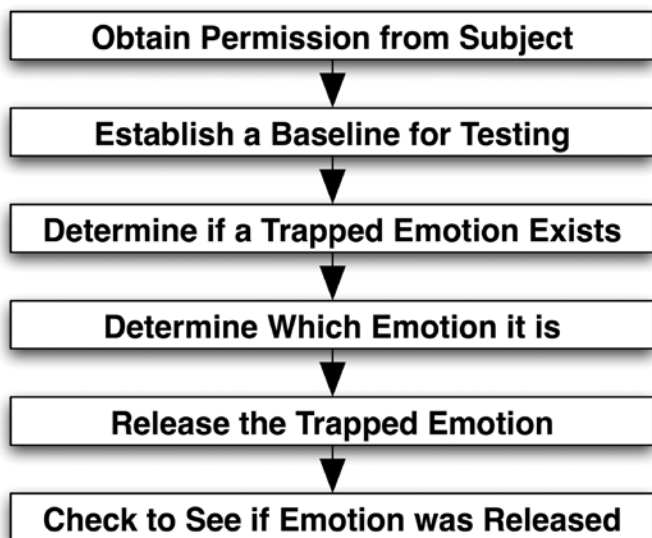 Obtain Permission from Subject
Establish a Baseline for Testing
Determine if a Trapped Emotion Exists
Determine Which Emotion it is
Release the Trapped Emotion
Check to See if Emotion was Released